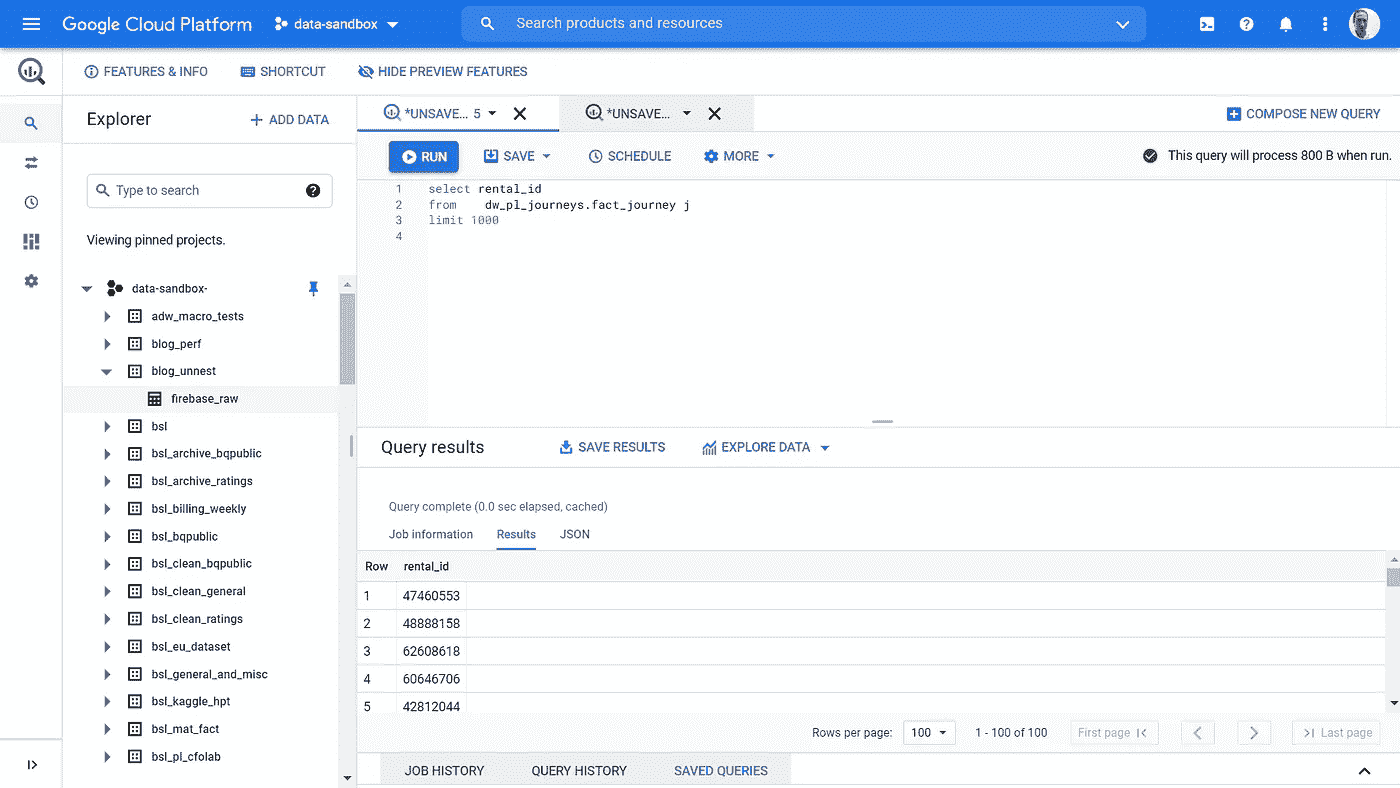 Google Cloud Platform data-sandbox Search products and resources
FEATURES & INFO SHORTCUT HIDE PREVIEW FEATURES
Explorer + ADD DATA
*UNSAVE... 5 *UNSAVE... COMPOSE NEW QUERY
RUN SAVE SCHEDULE MORE This query will process 800 B when run.
Type to search
Viewing pinned projects.
data-sandbox-
adw_macro_tests
blog_perf
blog_unnest
firebase_raw
bsl
bsl_archive_bqpublic
bsl_archive_ratings
bsl_billing_weekly
bsl_bqpublic
bsl_clean_bqpublic
bsl_clean_general
bsl_clean_ratings
bsl_eu_dataset
bsl_general_and_misc
bsl_kaggle_hpt
bsl_mat_fact
bsl_pl_cfolab
1 select rental_id
2 from dw_pl_journeys.fact_journey j
3 limit 1000
4
Query results SAVE RESULTS EXPLORE DATA
Query complete (0.0 sec elapsed, cached)
Job information Results JSON
Row rental_id
1 47460553
2 48888158
3 62608618
4 60646706
5 42812044
Rows per page: 100 1 - 100 of 100 First page Last page
JOB HISTORY QUERY HISTORY SAVED QUERIES